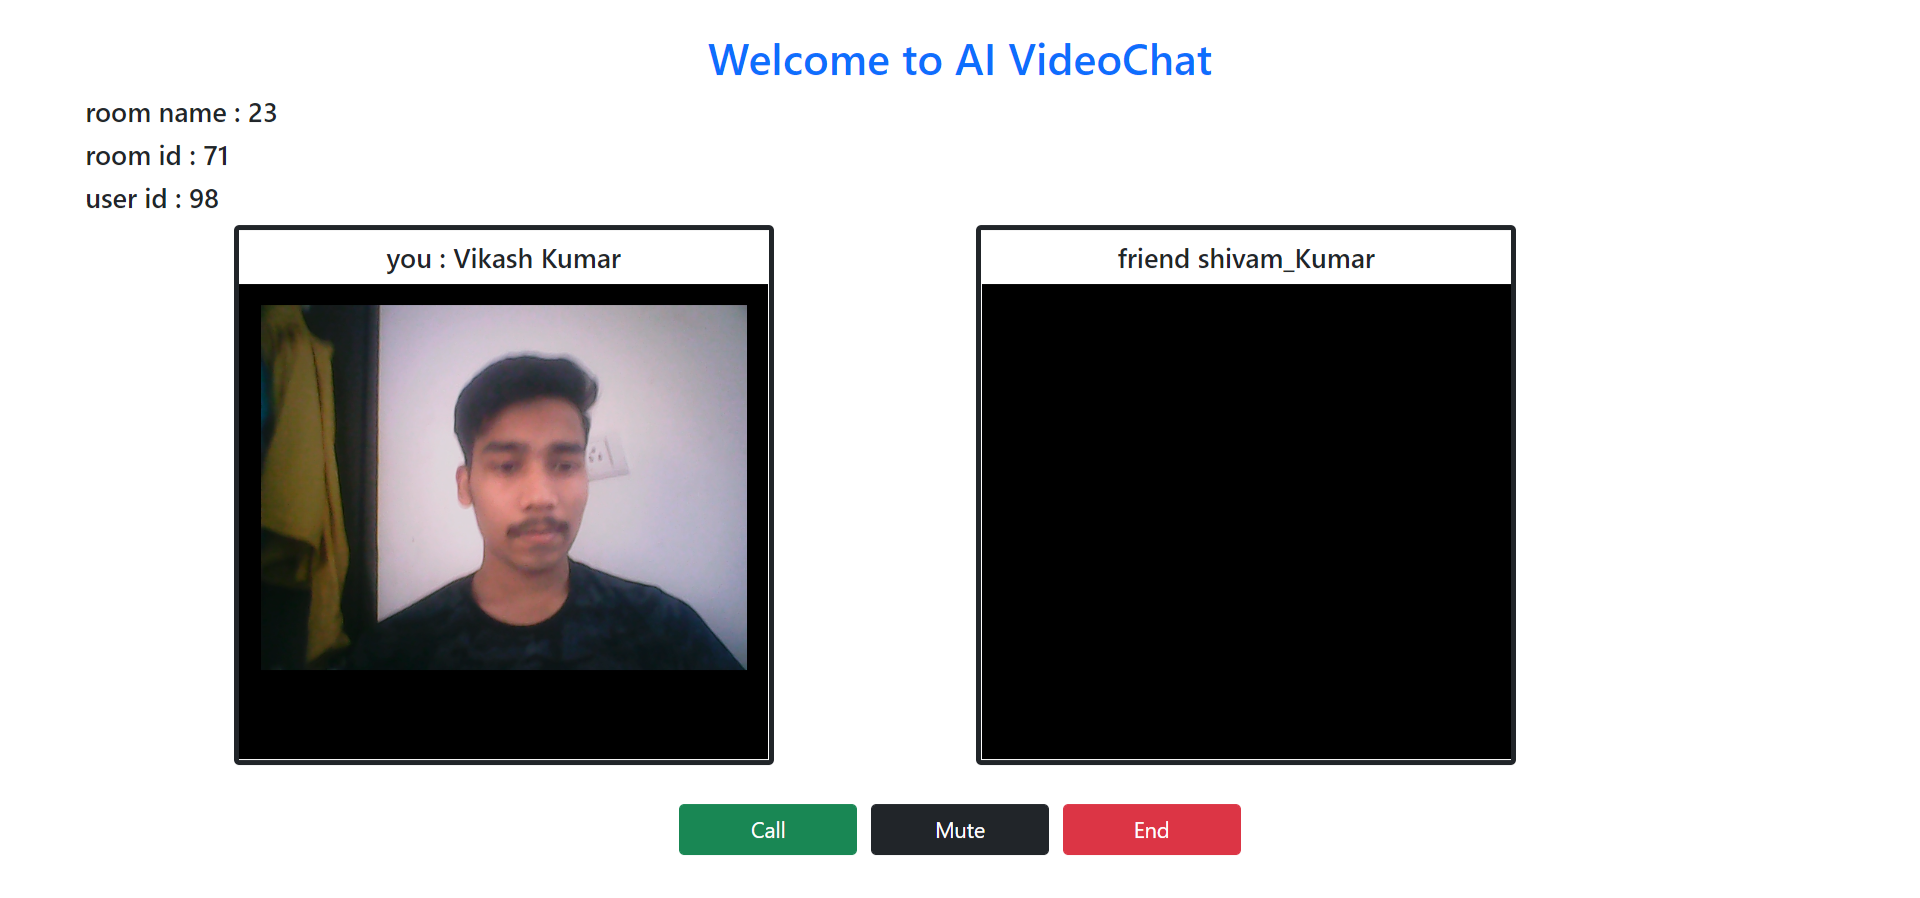 Welcome to AI VideoChat
room name : 23
room id : 71
user id : 98
you : Vikash Kumar
friend shivam_Kumar
Call
Mute
End